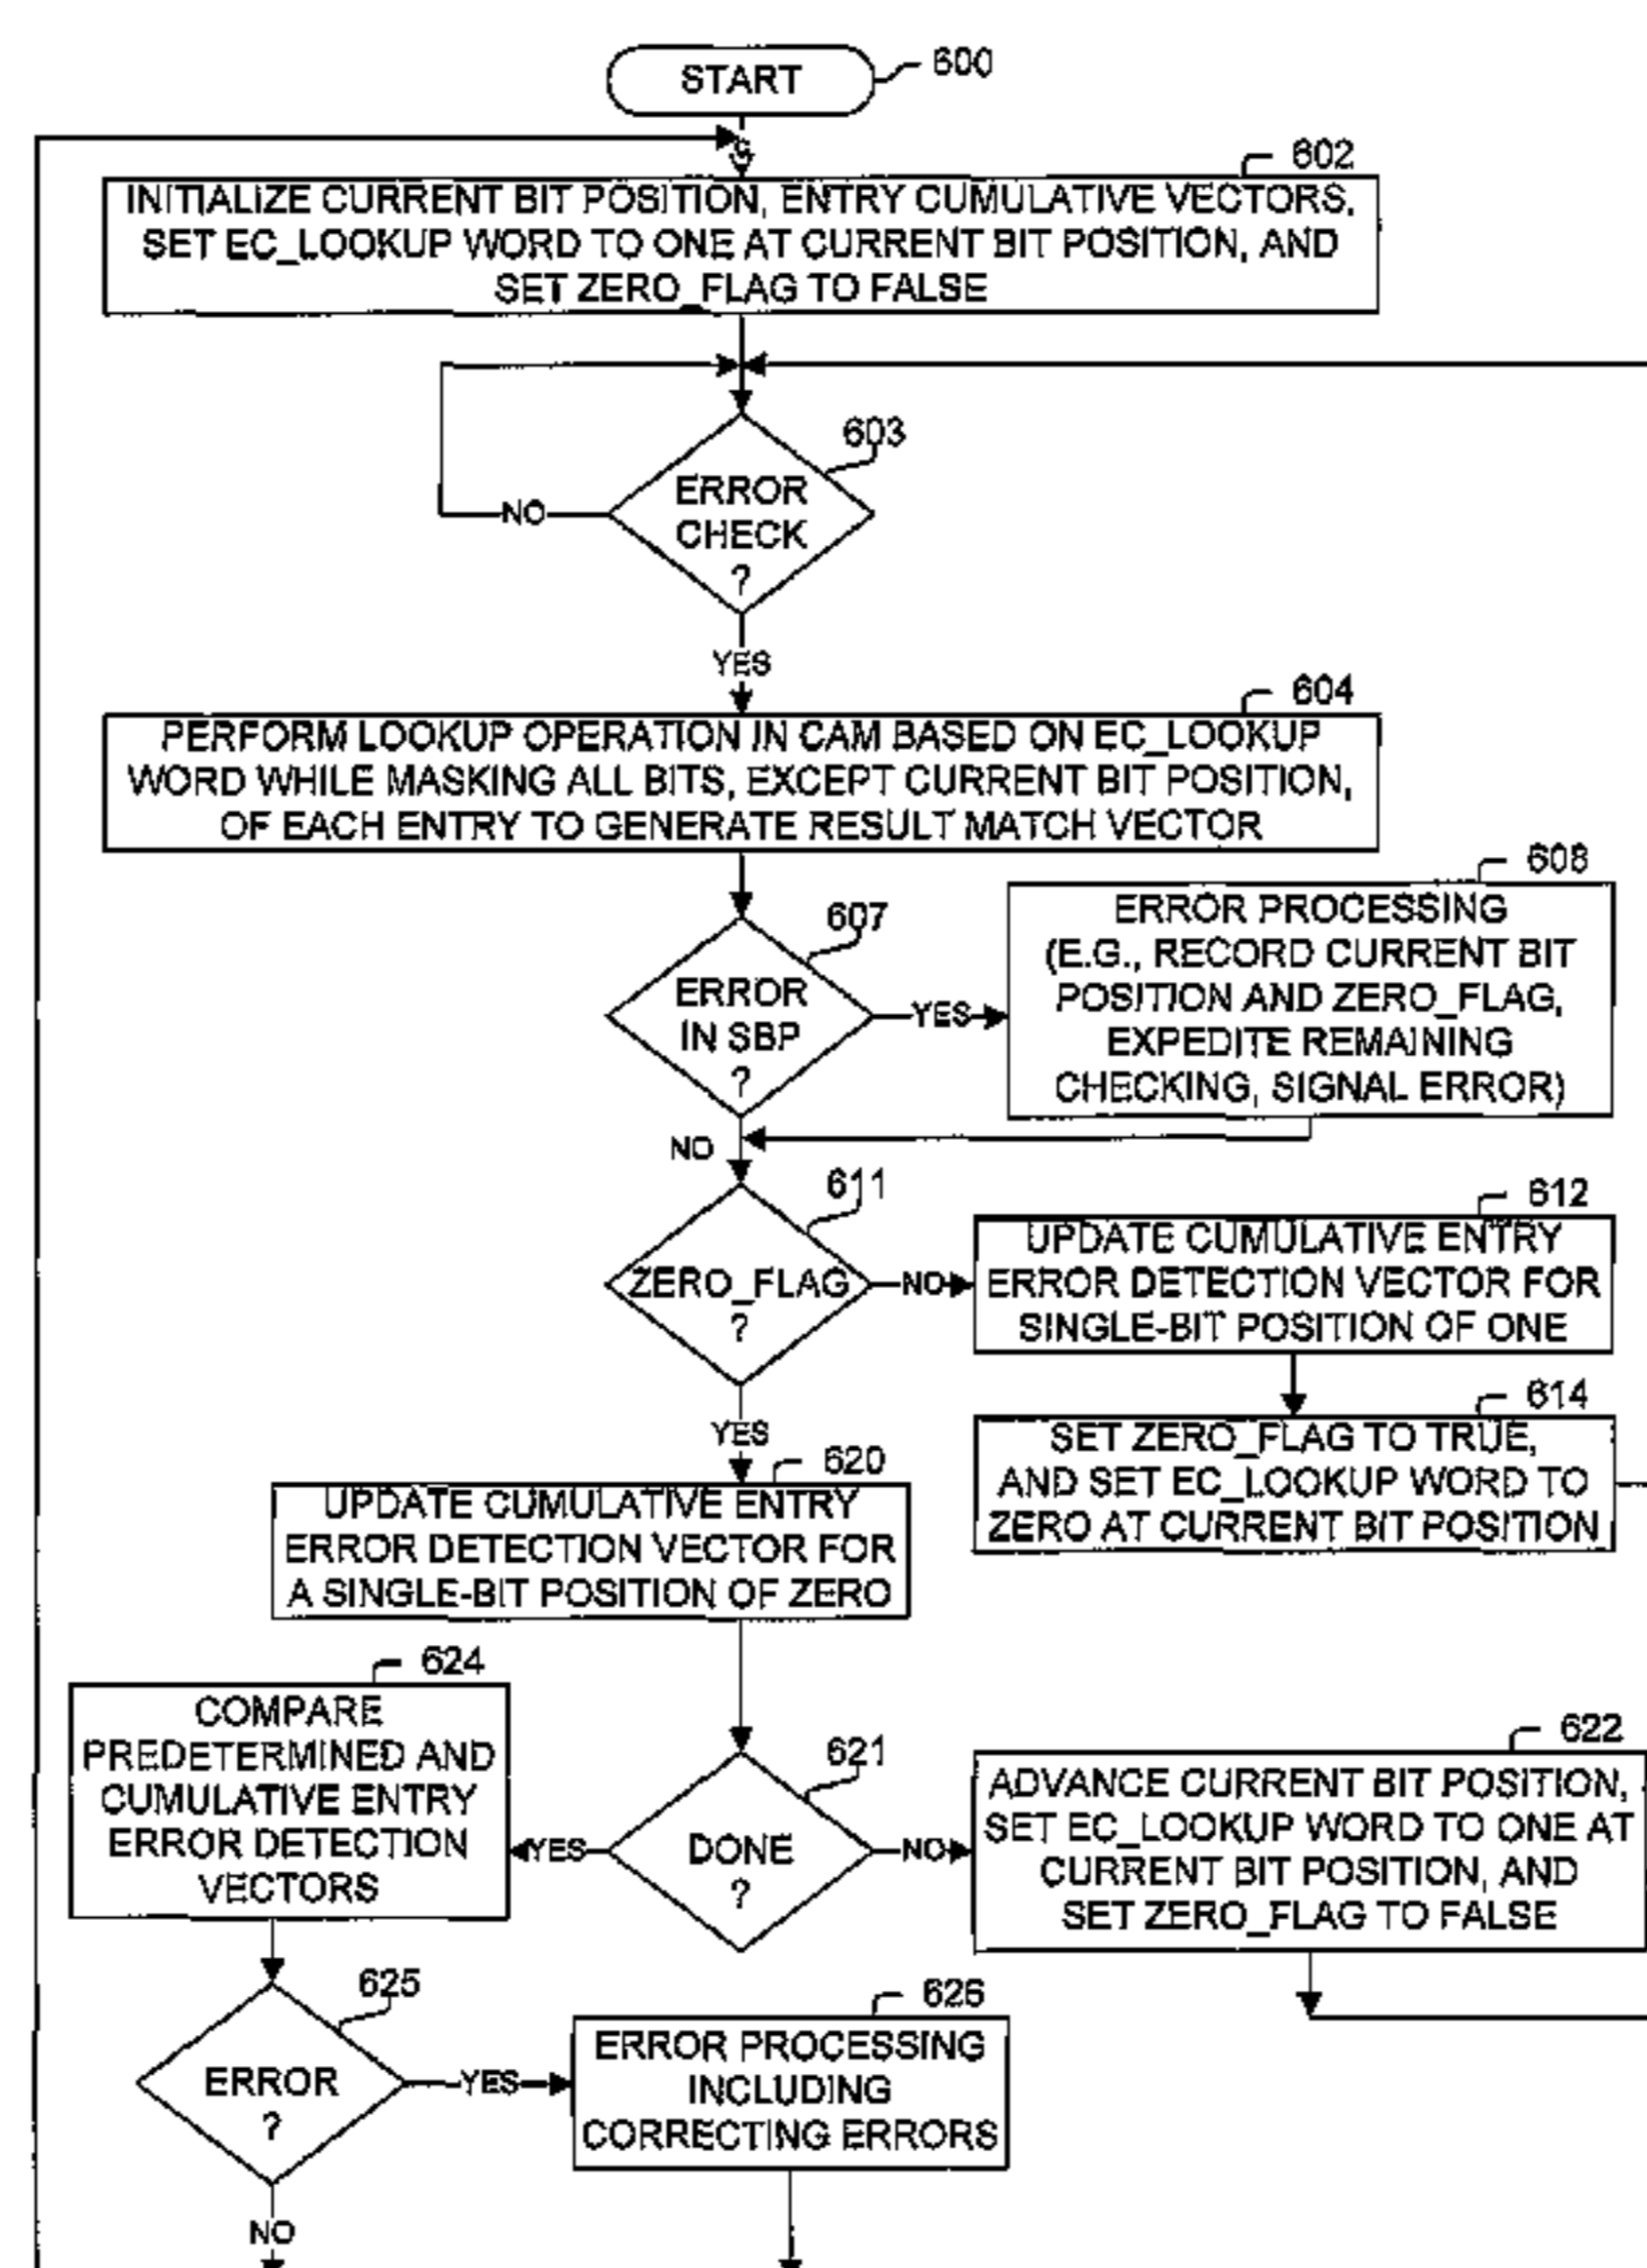 START
600
602
INITIALIZE CURRENT BIT POSITION, ENTRY CUMULATIVE VECTORS,
SET EC_LOOKUP WORD TO ONE AT CURRENT BIT POSITION, AND
SET ZERO_FLAG TO FALSE
603
ERROR
CHECK
?
NO
YES
604
PERFORM LOOKUP OPERATION IN CAM BASED ON EC_LOOKUP
WORD WHILE MASKING ALL BITS, EXCEPT CURRENT BIT POSITION,
OF EACH ENTRY TO GENERATE RESULT MATCH VECTOR
607
ERROR
IN SBP
?
YES
NO
608
ERROR PROCESSING
(E.G., RECORD CURRENT BIT
POSITION AND ZERO_FLAG,
EXPEDITE REMAINING
CHECKING, SIGNAL ERROR)
611
ZERO_FLAG
?
NO
YES
612
UPDATE CUMULATIVE ENTRY
ERROR DETECTION VECTOR FOR
SINGLE-BIT POSITION OF ONE
614
SET ZERO_FLAG TO TRUE,
AND SET EC_LOOKUP WORD TO
ZERO AT CURRENT BIT POSITION
620
UPDATE CUMULATIVE ENTRY
ERROR DETECTION VECTOR FOR
A SINGLE-BIT POSITION OF ZERO
621
DONE
?
YES
NO
622
ADVANCE CURRENT BIT POSITION,
SET EC_LOOKUP WORD TO ONE AT
CURRENT BIT POSITION, AND
SET ZERO_FLAG TO FALSE
624
COMPARE
PREDETERMINED AND
CUMULATIVE ENTRY
ERROR DETECTION
VECTORS
625
ERROR
?
YES
NO
626
ERROR PROCESSING
INCLUDING
CORRECTING ERRORS